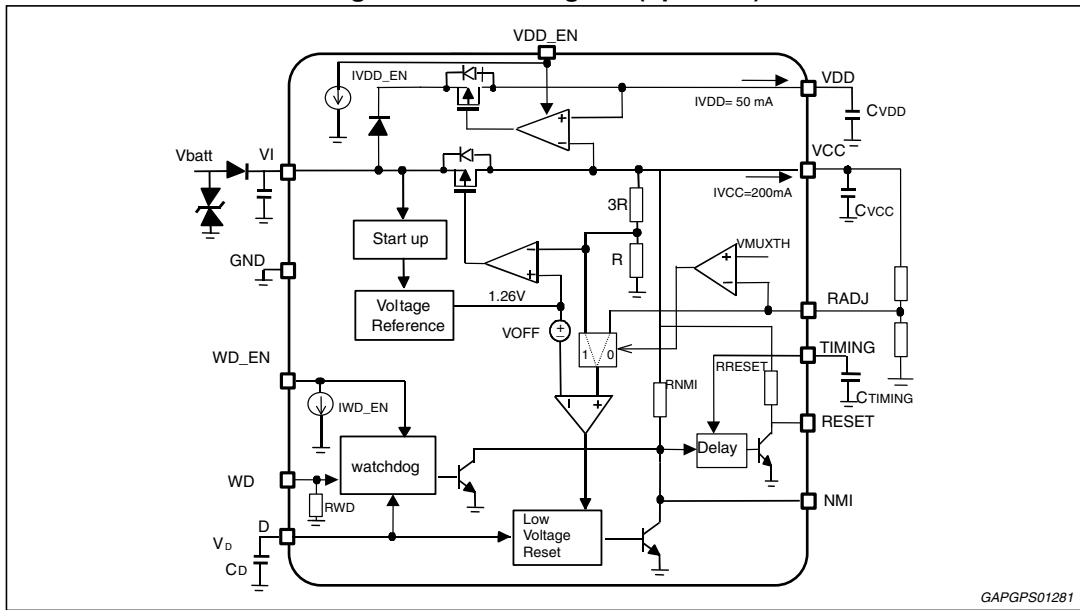 VDD_EN
IVDD_EN
VDD
IVDD= 50 mA
CVDD
Vbatt
VI
VCC
IVCC=200mA
CVCC
3R
Start up
R
VMUXTH
GND
1.26V
Voltage
Reference
RADJ
VOFF
1
0
TIMING
WD_EN
RRESET
RNMI
CTIMING
IWD_EN
RESET
Delay
watchdog
WD
RWD
NMI
D
Low
Voltage
Reset
VD
CD
GAPGPS01281